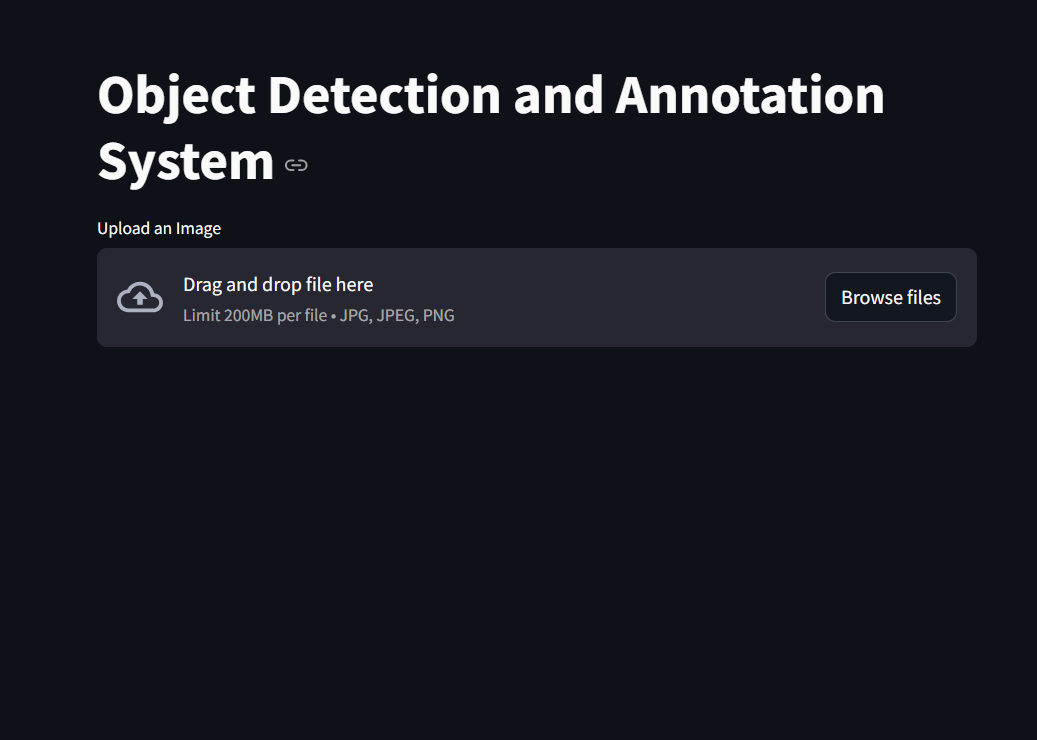 Object Detection and Annotation
System
Upload an Image
Drag and drop file here
Limit 200MB per file • JPG, JPEG, PNG
Browse files